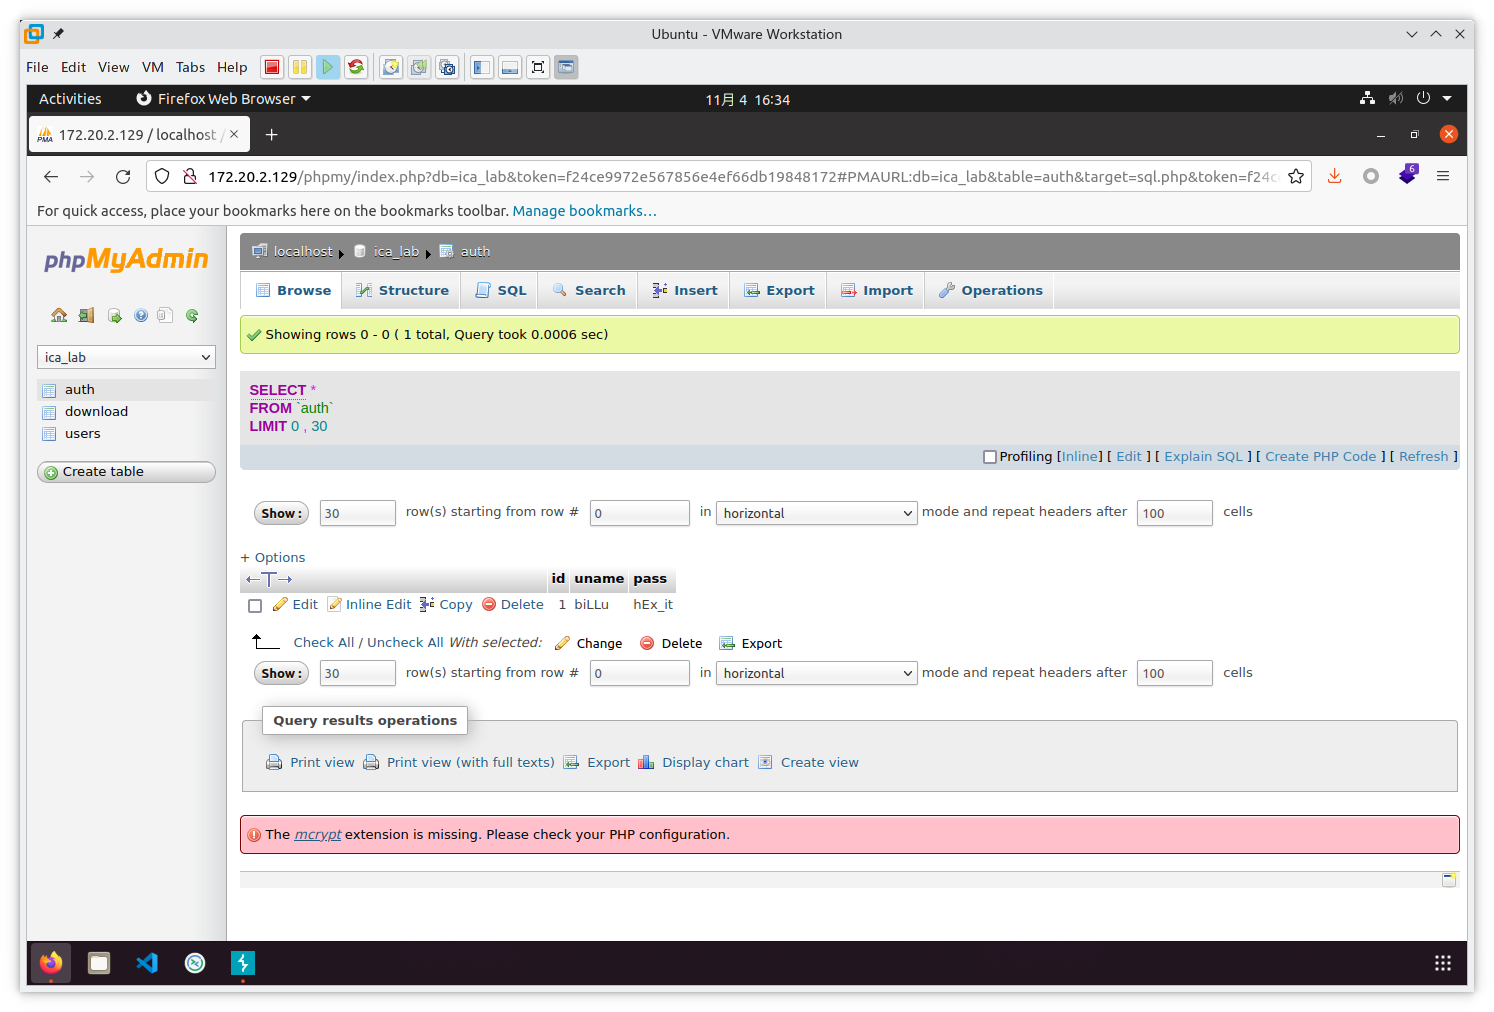 Ubuntu - VMware Workstation
File Edit View VM Tabs Help
Activities Firefox Web Browser 11月 4 16:34
PMA 172.20.2.129 / localhost /
172.20.2.129/phpmy/index.php?db=ica_lab&token=f24ce9972e567856e4ef66db19848172#PMAURL:db=ica_lab&table=auth&target=sql.php&token=f24c 6
For quick access, place your bookmarks here on the bookmarks toolbar. Manage bookmarks…
phpMyAdmin
ica_lab
auth
download
users
Create table
localhost ica_lab auth
Browse Structure SQL Search Insert Export Import Operations
Showing rows 0 - 0 ( 1 total, Query took 0.0006 sec)
SELECT *
FROM `auth`
LIMIT 0 , 30
Profiling [Inline] [ Edit ] [ Explain SQL ] [ Create PHP Code ] [ Refresh ]
Show : 30 row(s) starting from row # 0 in horizontal mode and repeat headers after 100 cells
+ Options
←T→ id uname pass
Edit Inline Edit Copy Delete 1 biLLu hEx_it
Check All / Uncheck All With selected: Change Delete Export
Show : 30 row(s) starting from row # 0 in horizontal mode and repeat headers after 100 cells
Query results operations
Print view Print view (with full texts) Export Display chart Create view
The mcrypt extension is missing. Please check your PHP configuration.